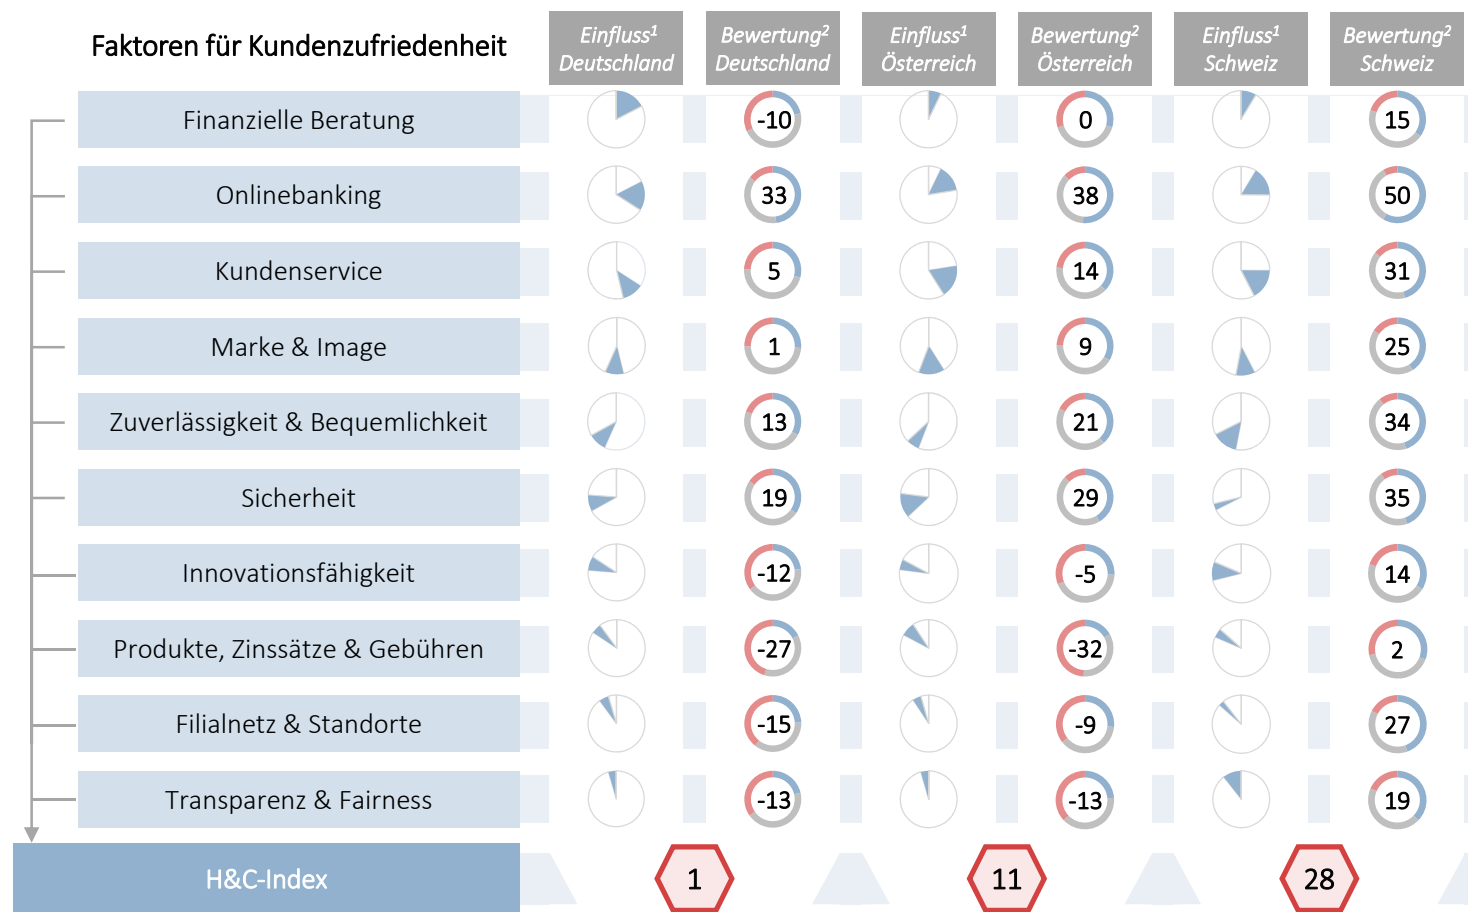 Faktoren für Kundenzufriedenheit
Einfluss¹ Deutschland
Bewertung² Deutschland
Einfluss¹ Österreich
Bewertung² Österreich
Einfluss¹ Schweiz
Bewertung² Schweiz
Finanzielle Beratung -10 0 15
Onlinebanking 33 38 50
Kundenservice 5 14 31
Marke & Image 1 9 25
Zuverlässigkeit & Bequemlichkeit 13 21 34
Sicherheit 19 29 35
Innovationsfähigkeit -12 -5 14
Produkte, Zinssätze & Gebühren -27 -32 2
Filialnetz & Standorte -15 -9 27
Transparenz & Fairness -13 -13 19
H&C-Index 1 11 28